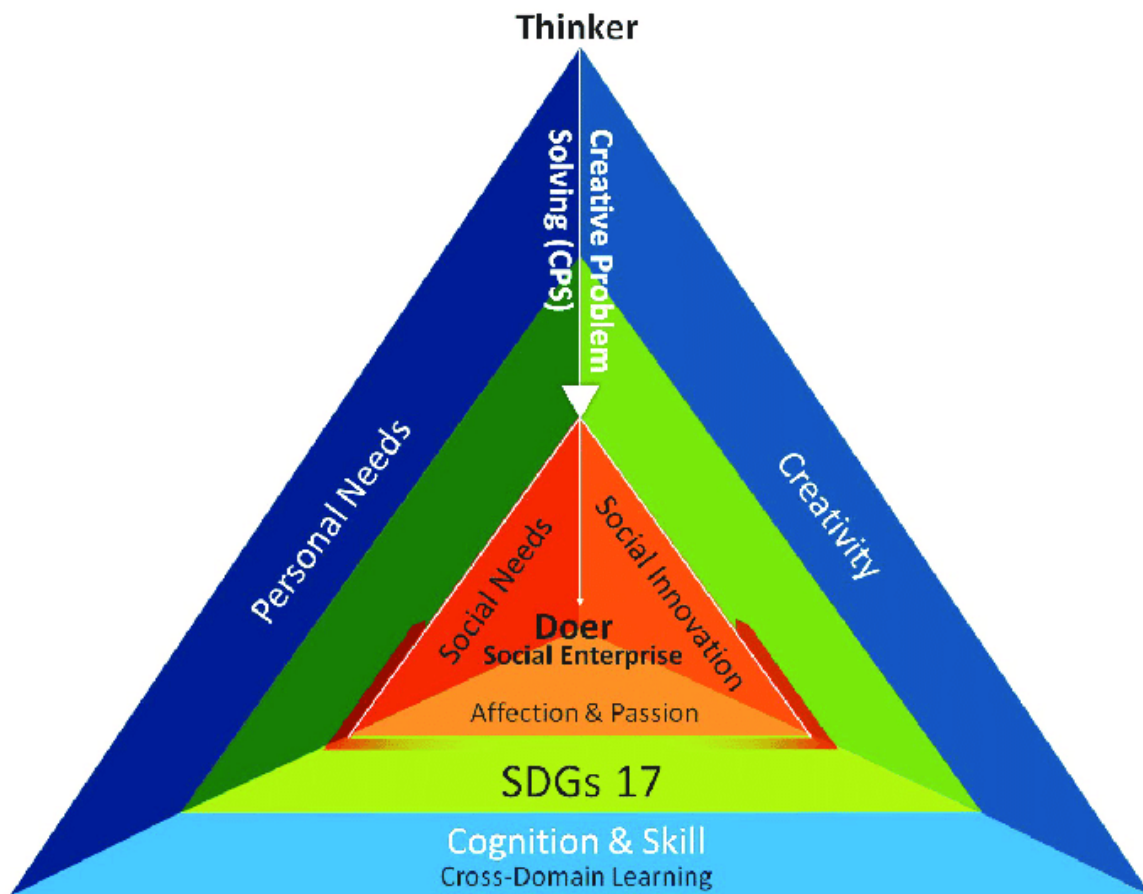 Thinker
Creative Problem
Solving (CPS)
Personal Needs
Creativity
Social Needs
Social Innovation
Doer
Social Enterprise
Affection & Passion
SDGs 17
Cognition & Skill
Cross-Domain Learning